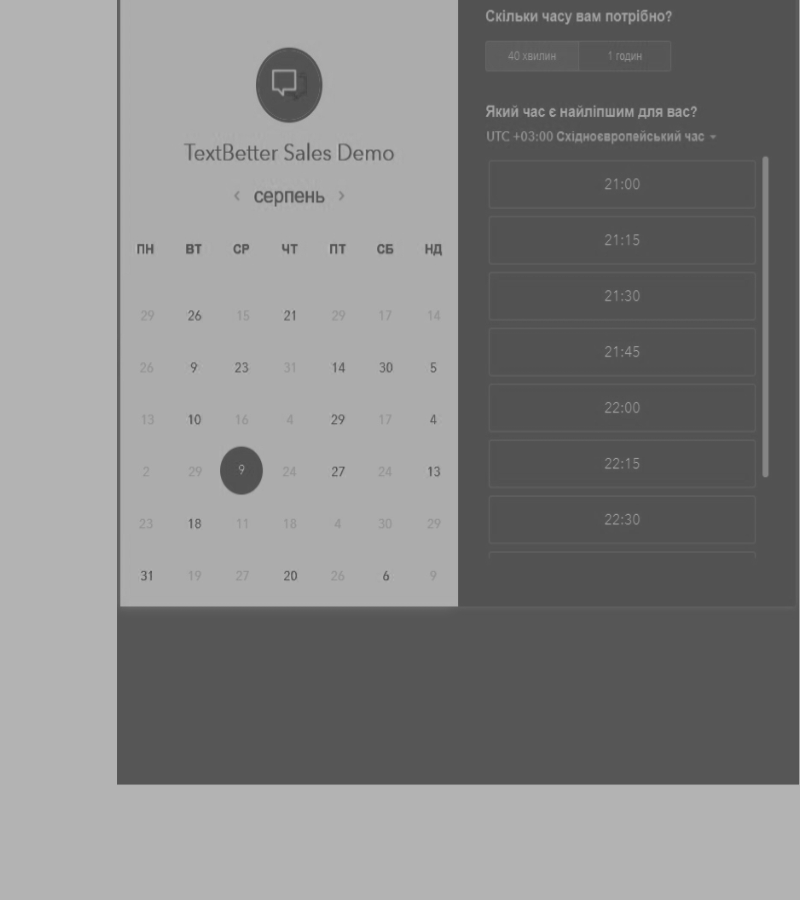 TextBetter Sales Demo
‹ серпень ›
ПН ВТ СР ЧТ ПТ СБ НД
29 26 15 21 29 17 14
26 9 23 31 14 30 5
13 10 16 4 29 17 4
2 29 9 24 27 24 13
23 18 11 18 4 30 29
31 19 27 20 26 6 9
Скільки часу вам потрібно?
40 хвилин 1 годин
Який час є найліпшим для вас?
UTC +03:00 Східноєвропейський час
21:00
21:15
21:30
21:45
22:00
22:15
22:30